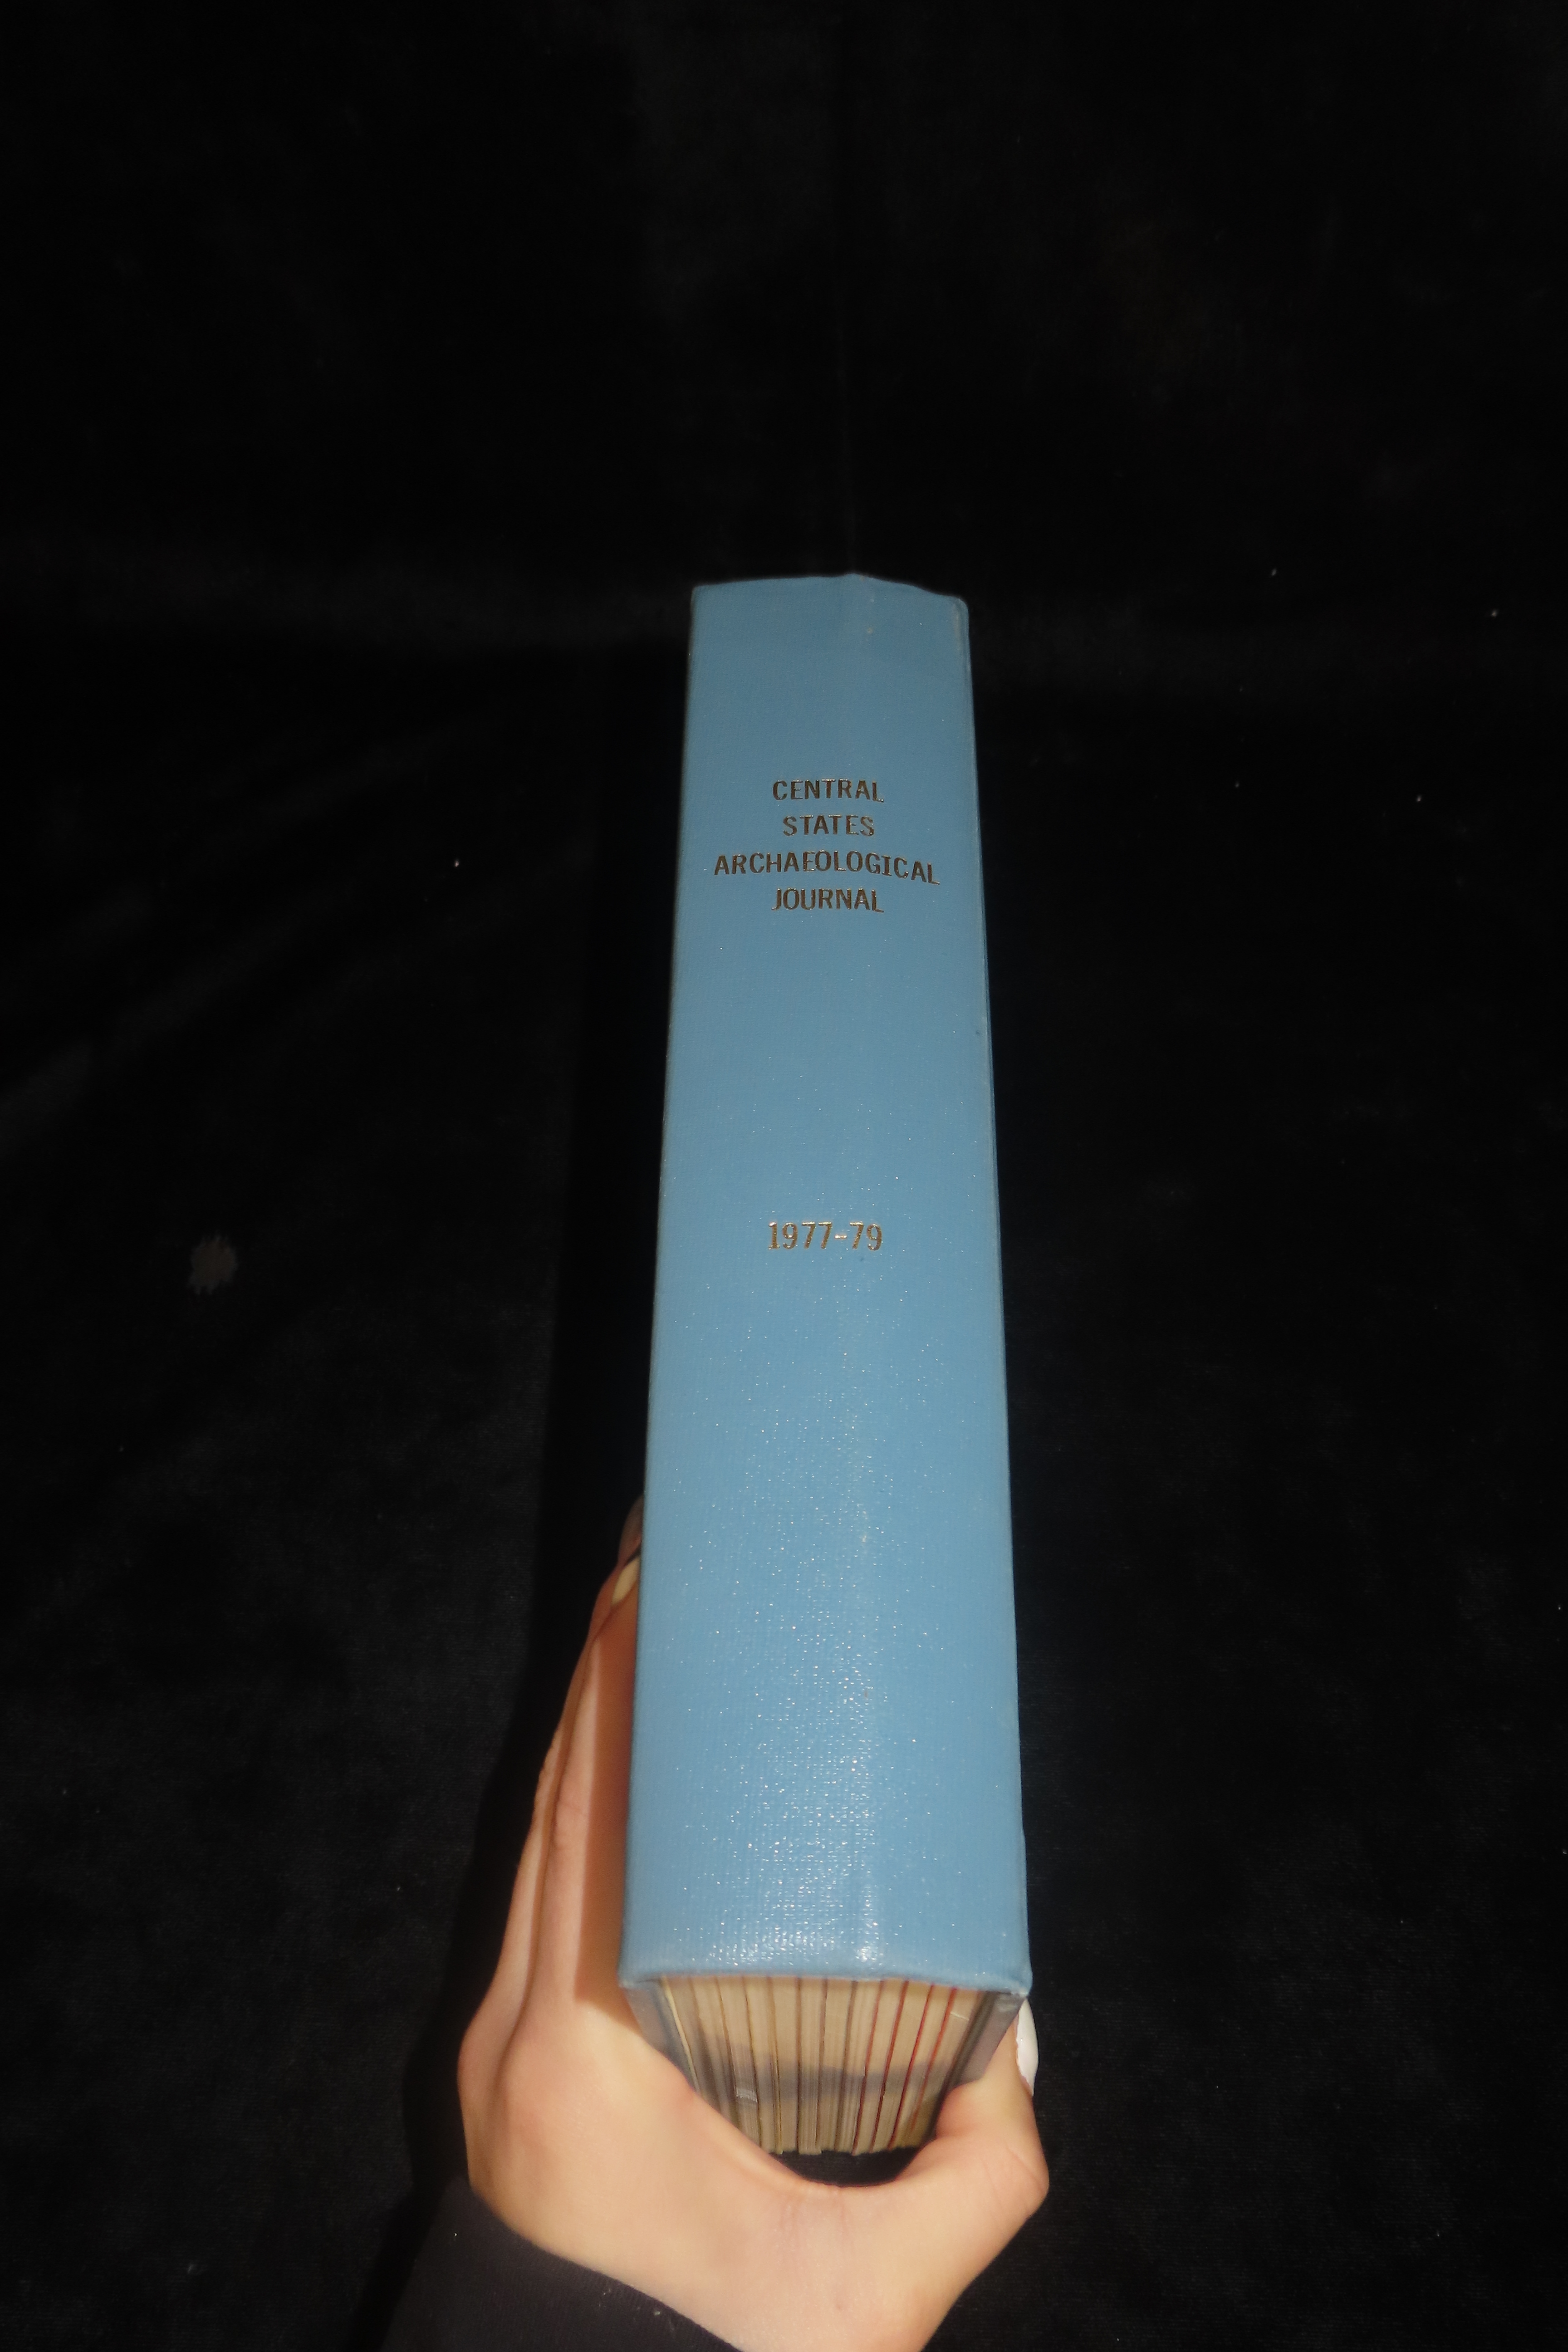 CENTRAL
STATES
ARCHAEOLOGICAL
JOURNAL
1977-79